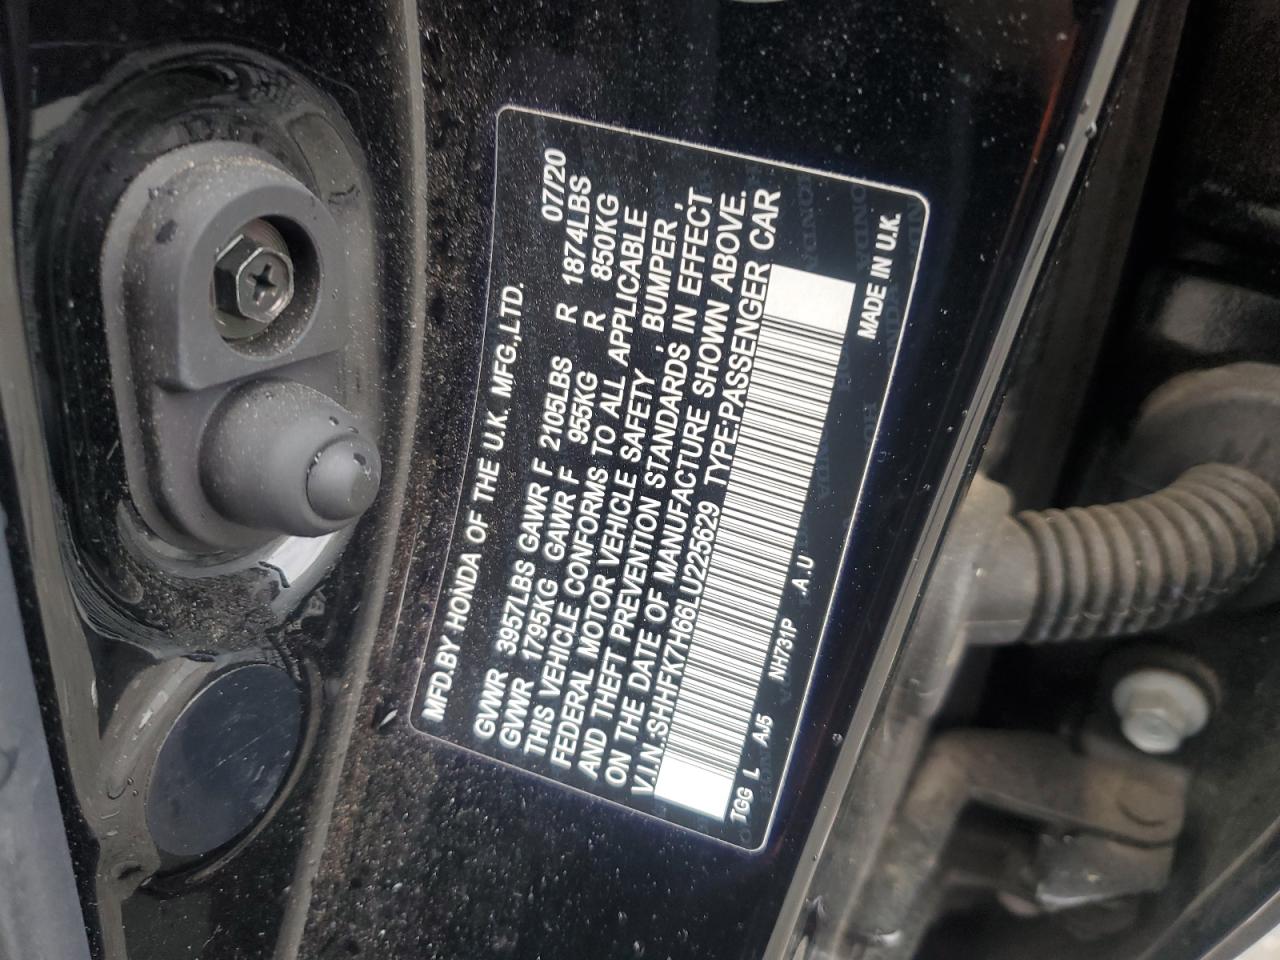 MFD.BY HONDA OF THE U.K. MFG.,LTD. 07/20
GVWR 3957LBS GAWR F 2105LBS R 1874LBS
GVWR 1795KG GAWR F 955KG R 850KG
THIS VEHICLE CONFORMS TO ALL APPLICABLE
FEDERAL MOTOR VEHICLE SAFETY , BUMPER ,
AND THEFT PREVENTION STANDARDS IN EFFECT
ON THE DATE OF MANUFACTURE SHOWN ABOVE.
V.I.N.:SHHFK7H66LU225629 TYPE:PASSENGER CAR
TGG L AJ5 NH731P A.U MADE IN U.K.